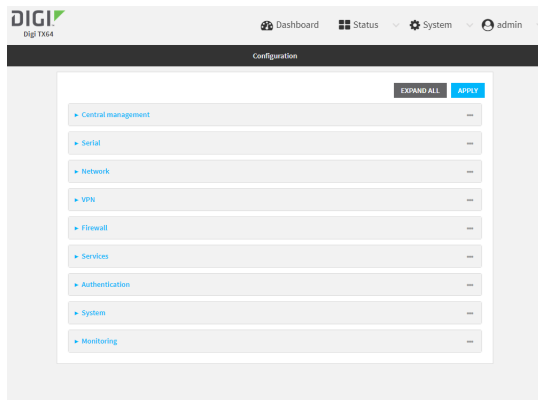 DIGI
Digi TX64
Dashboard Status System admin
Configuration
EXPAND ALL APPLY
Central management
Serial
Network
VPN
Firewall
Services
Authentication
System
Monitoring